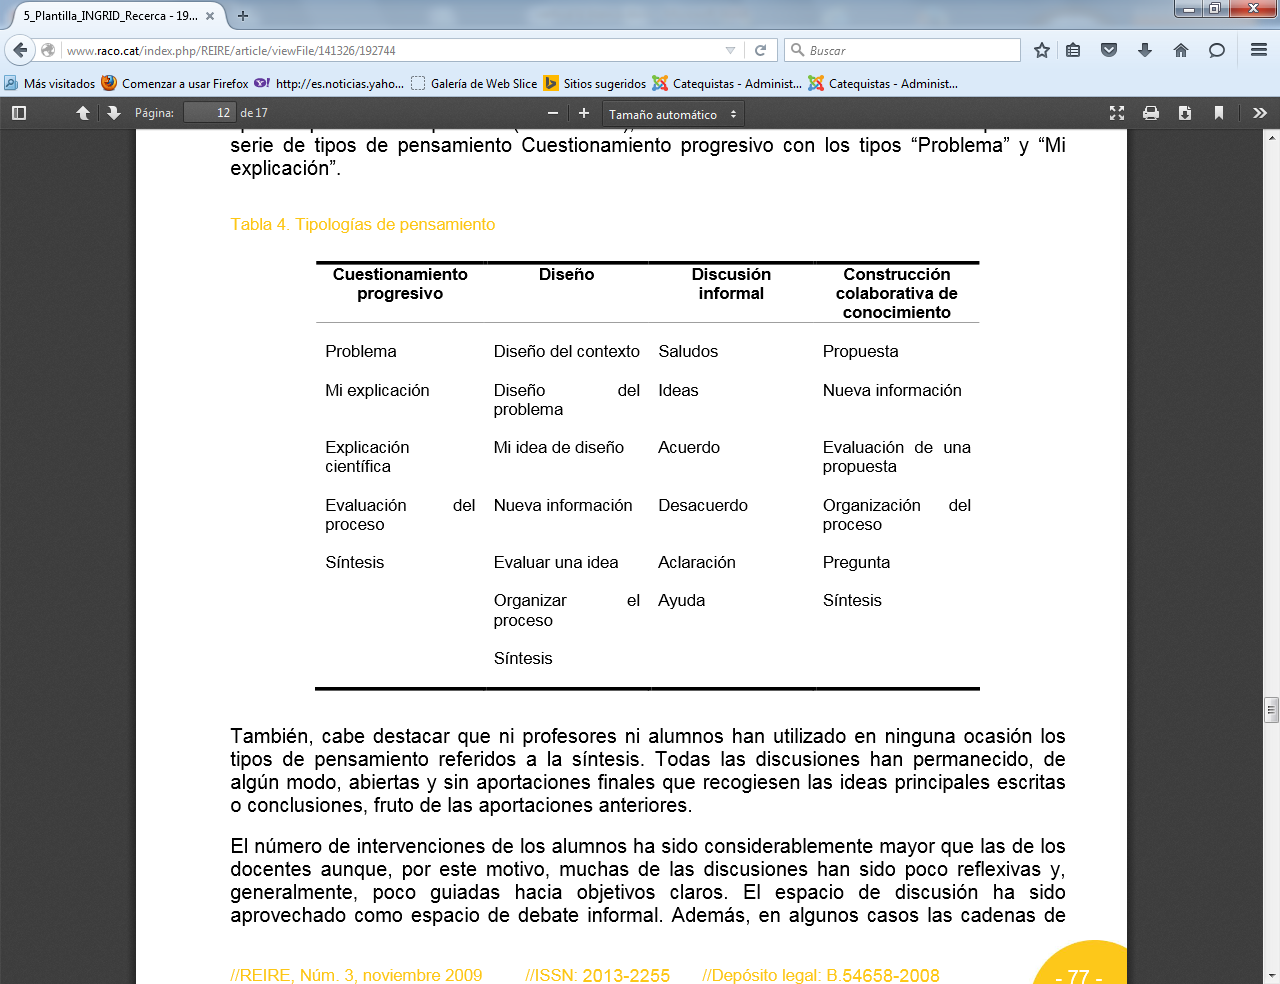 5_Plantilla_INGRID_Recerca - 19...
www.raco.cat/index.php/REIRE/article/viewFile/141326/192744
Buscar
Más visitados
Comenzar a usar Firefox
http://es.noticias.yaho...
Galería de Web Slice
Sitios sugeridos
Catequistas - Administ...
Catequistas - Administ...
Página:
12
de 17
Tamaño automático
serie de tipos de pensamiento Cuestionamiento progresivo con los tipos “Problema” y “Mi
explicación”.
Tabla 4. Tipologías de pensamiento
Cuestionamiento progresivo Diseño Discusión informal Construcción colaborativa de conocimiento
Problema Diseño del contexto Saludos Propuesta
Mi explicación Diseño del problema Ideas Nueva información
Explicación científica Mi idea de diseño Acuerdo Evaluación de una propuesta
Evaluación del proceso Nueva información Desacuerdo Organización del proceso
Síntesis Evaluar una idea Aclaración Pregunta
Organizar el proceso Ayuda Síntesis
Síntesis
También, cabe destacar que ni profesores ni alumnos han utilizado en ninguna ocasión los
tipos de pensamiento referidos a la síntesis. Todas las discusiones han permanecido, de
algún modo, abiertas y sin aportaciones finales que recogiesen las ideas principales escritas
o conclusiones, fruto de las aportaciones anteriores.
El número de intervenciones de los alumnos ha sido considerablemente mayor que las de los
docentes aunque, por este motivo, muchas de las discusiones han sido poco reflexivas y,
generalmente, poco guiadas hacia objetivos claros. El espacio de discusión ha sido
aprovechado como espacio de debate informal. Además, en algunos casos las cadenas de
//REIRE, Núm. 3, noviembre 2009 //ISSN: 2013-2255 //Depósito legal: B.54658-2008
- 77 -